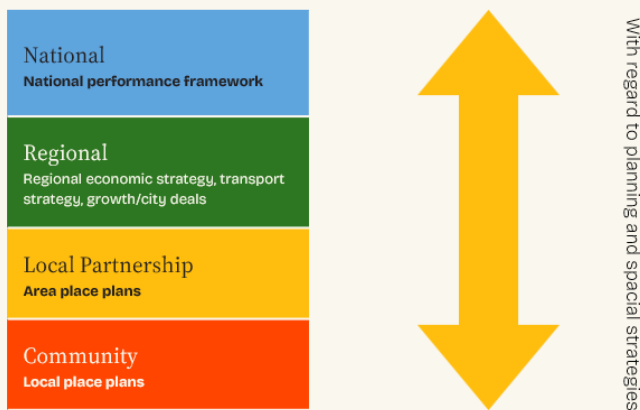 National
National performance framework
Regional
Regional economic strategy, transport
strategy, growth/city deals
Local Partnership
Area place plans
Community
Local place plans
With regard to planning and spacial strategies